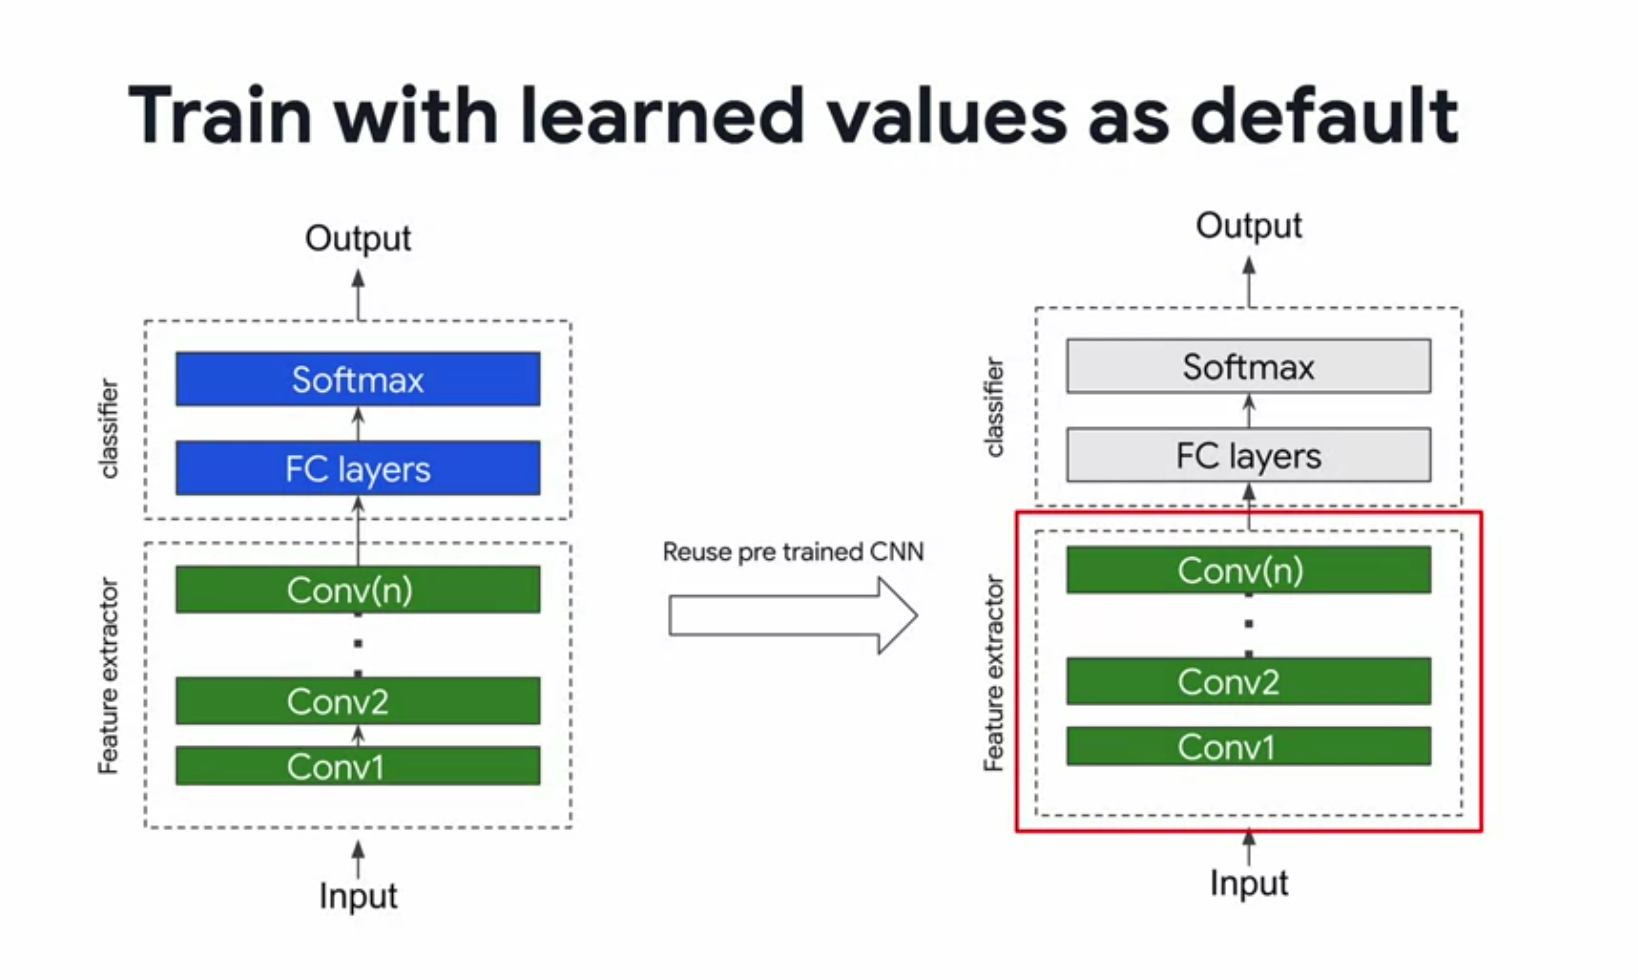 Train with learned values as default
Output
classifier
Softmax
FC layers
Feature extractor
Conv(n)
Conv2
Conv1
Input
Reuse pre trained CNN
Output
classifier
Softmax
FC layers
Feature extractor
Conv(n)
Conv2
Conv1
Input